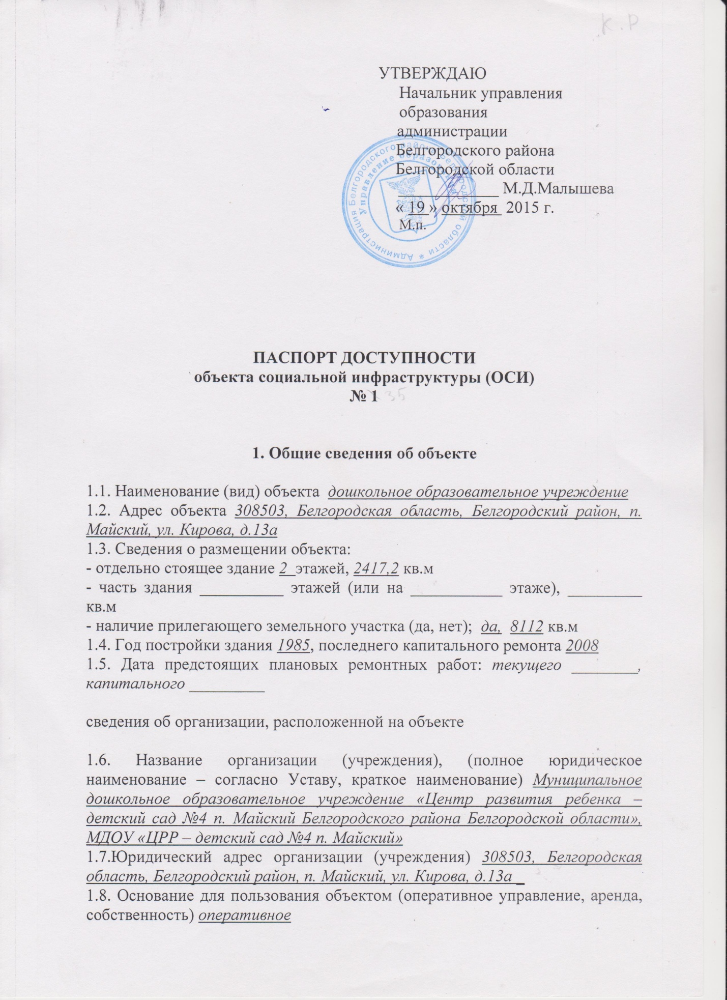 К.Р
УТВЕРЖДАЮ
Начальник управления
образования
администрации
Белгородского района
Белгородской области
____________ М.Д.Малышева
« 19 » октября 2015 г.
М.п.
Администрация Белгородского района Белгородской области *
Управление образования
ПАСПОРТ ДОСТУПНОСТИ
объекта социальной инфраструктуры (ОСИ)
№ 1 35
1. Общие сведения об объекте
1.1. Наименование (вид) объекта дошкольное образовательное учреждение
1.2. Адрес объекта 308503, Белгородская область, Белгородский район, п.
Майский, ул. Кирова, д.13а
1.3. Сведения о размещении объекта:
- отдельно стоящее здание 2 этажей, 2417,2 кв.м
- часть здания __________ этажей (или на ___________ этаже), _________
кв.м
- наличие прилегающего земельного участка (да, нет); да, 8112 кв.м
1.4. Год постройки здания 1985, последнего капитального ремонта 2008
1.5. Дата предстоящих плановых ремонтных работ: текущего ________,
капитального _________
сведения об организации, расположенной на объекте
1.6. Название организации (учреждения), (полное юридическое
наименование – согласно Уставу, краткое наименование) Муниципальное
дошкольное образовательное учреждение «Центр развития ребенка –
детский сад №4 п. Майский Белгородского района Белгородской области»,
МДОУ «ЦРР – детский сад №4 п. Майский»
1.7.Юридический адрес организации (учреждения) 308503, Белгородская
область, Белгородский район, п. Майский, ул. Кирова, д.13а _
1.8. Основание для пользования объектом (оперативное управление, аренда,
собственность) оперативное